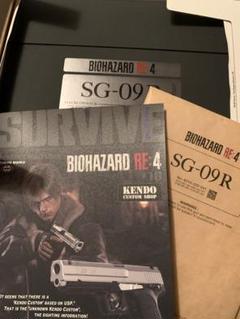 BIOHAZARD RE:4
SG-09R
SURVIVE
BIOHAZARD RE:4
KENDO
CUSTOM SHOP
IT SEEMS THAT THERE IS A
"KENDO CUSTOM" BASED ON USP."
THAT IS THE "UNKNOWN KENDO CUSTOM",
THE SIGHTING INFORMATION!
BIOHAZARD RE:4
SG-09R